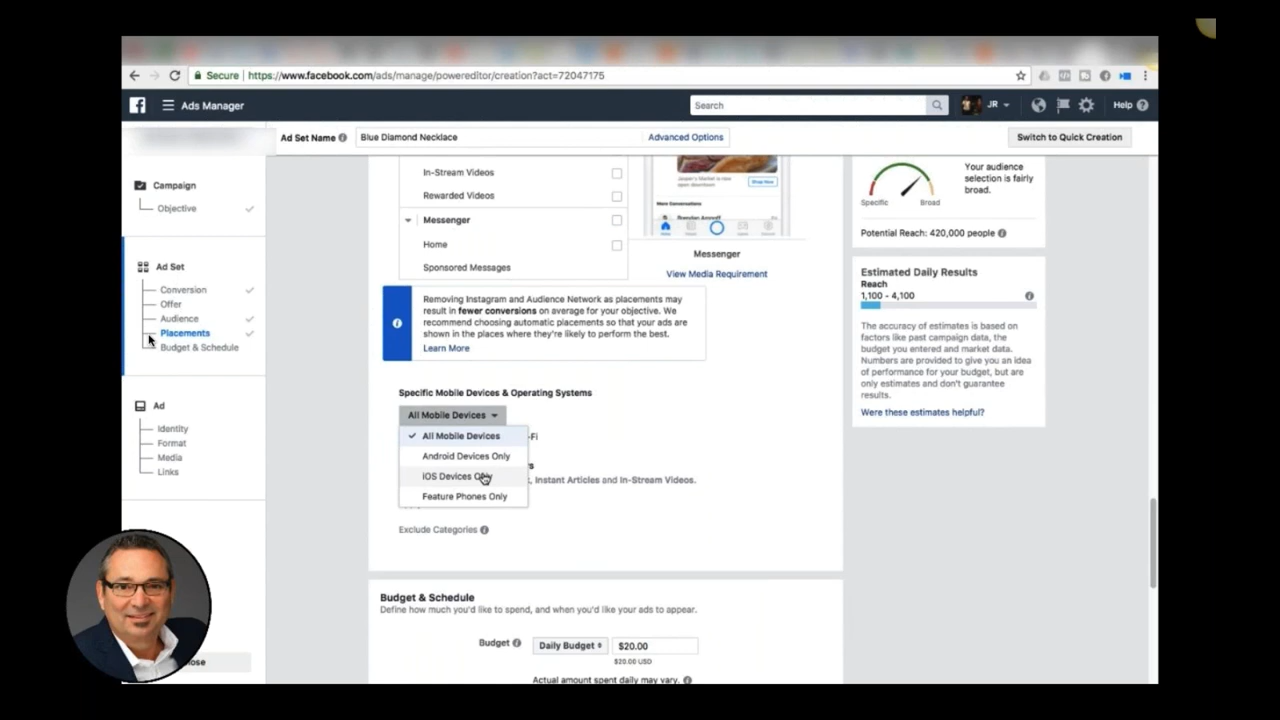 Secure | https://www.facebook.com/ads/manage/powereditor/creation?act=72047175
Ads Manager
Search
JR
Help
Ad Set Name
Blue Diamond Necklace
Advanced Options
Switch to Quick Creation
Campaign
Objective
Ad Set
Conversion
Offer
Audience
Placements
Budget & Schedule
Ad
Identity
Format
Media
Links
In-Stream Videos
Rewarded Videos
Messenger
Home
Sponsored Messages
Shop Now
Messenger
View Media Requirement
Removing Instagram and Audience Network as placements may
result in fewer conversions on average for your objective. We
recommend choosing automatic placements so that your ads are
shown in the places where they're likely to perform the best.
Learn More
Specific Mobile Devices & Operating Systems
All Mobile Devices
All Mobile Devices
-Fi
Android Devices Only
iOS Devices Only
, Instant Articles and In-Stream Videos.
Feature Phones Only
Exclude Categories
Budget & Schedule
Define how much you'd like to spend, and when you'd like your ads to appear.
Budget
Daily Budget
$20.00
$20.00 USD
Actual amount spent daily may vary.
Your audience
selection is fairly
broad.
Specific
Broad
Potential Reach: 420,000 people
Estimated Daily Results
Reach
1,100 - 4,100
The accuracy of estimates is based on
factors like past campaign data, the
budget you entered and market data.
Numbers are provided to give you an idea
of performance for your budget, but are
only estimates and don't guarantee
results.
Were these estimates helpful?